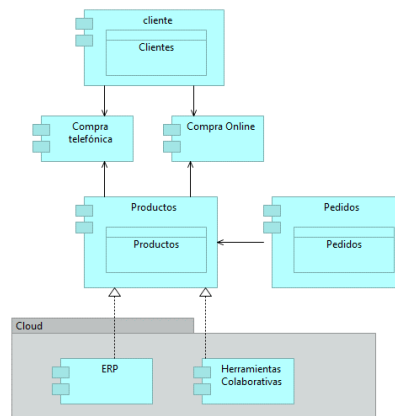 cliente
Clientes
Compra
telefónica
Compra Online
Productos
Productos
Pedidos
Pedidos
Cloud
ERP
Herramientas
Colaborativas